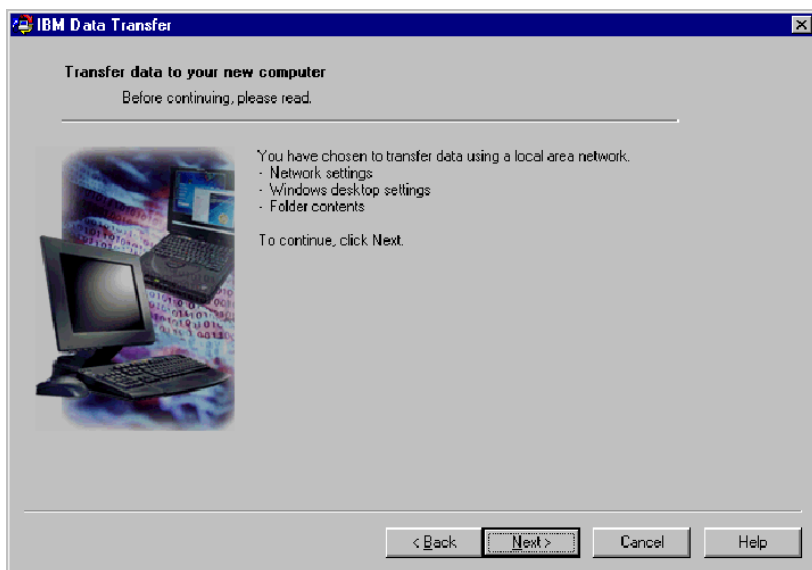 IBM Data Transfer
Transfer data to your new computer
Before continuing, please read.
You have chosen to transfer data using a local area network.
- Network settings
- Windows desktop settings
- Folder contents
To continue, click Next.
< Back
Next >
Cancel
Help